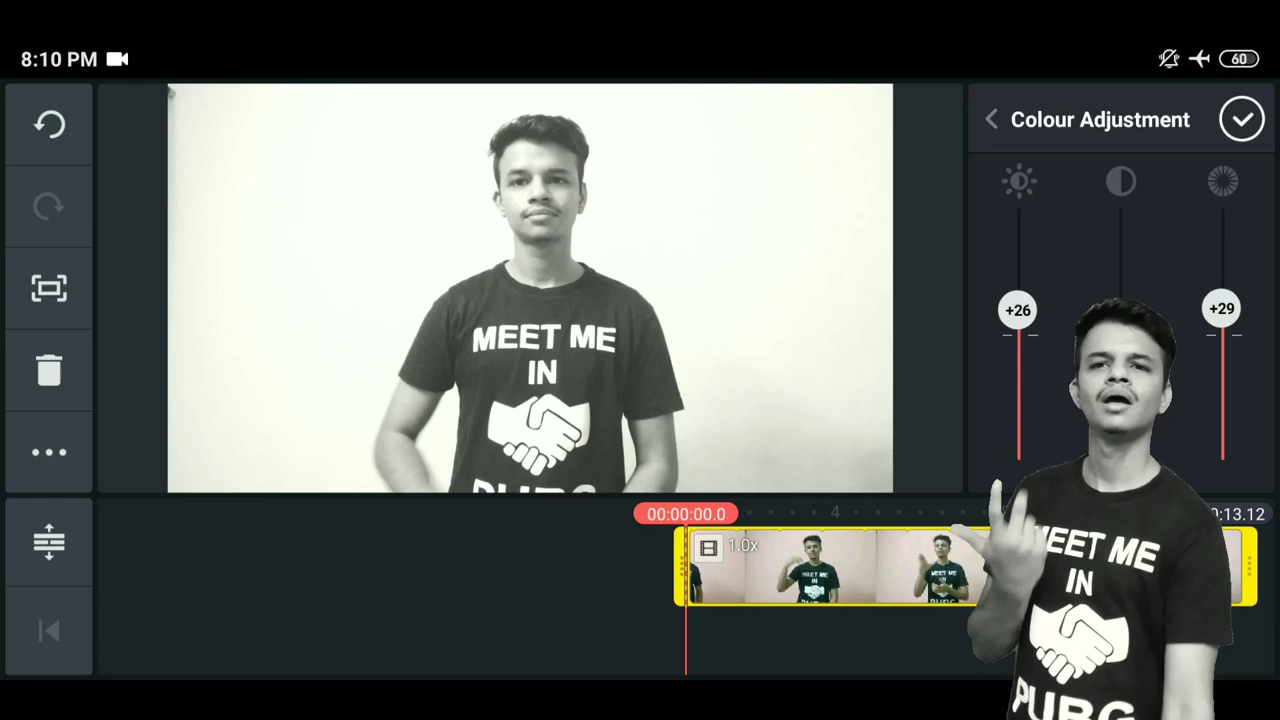 8:10 PM
60
Colour Adjustment
+26
+29
MEET ME
IN
PUBG
00:00:00.0
4
0:13.12
1.0x
MEET ME
IN
PUBG